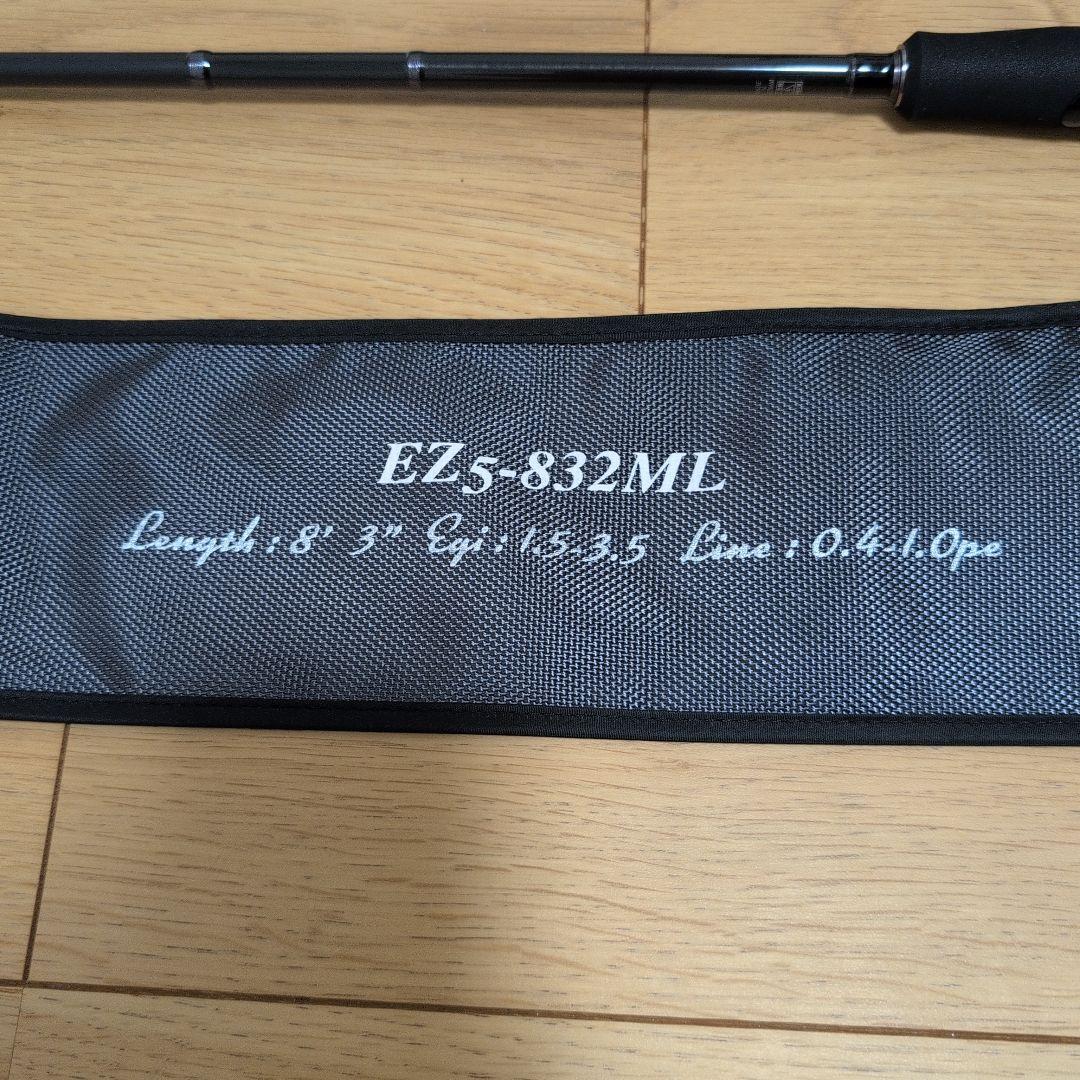 EZ5-832ML
Length : 8' 3" Egi : 1.5-3.5 Line : 0.4-1.0pe